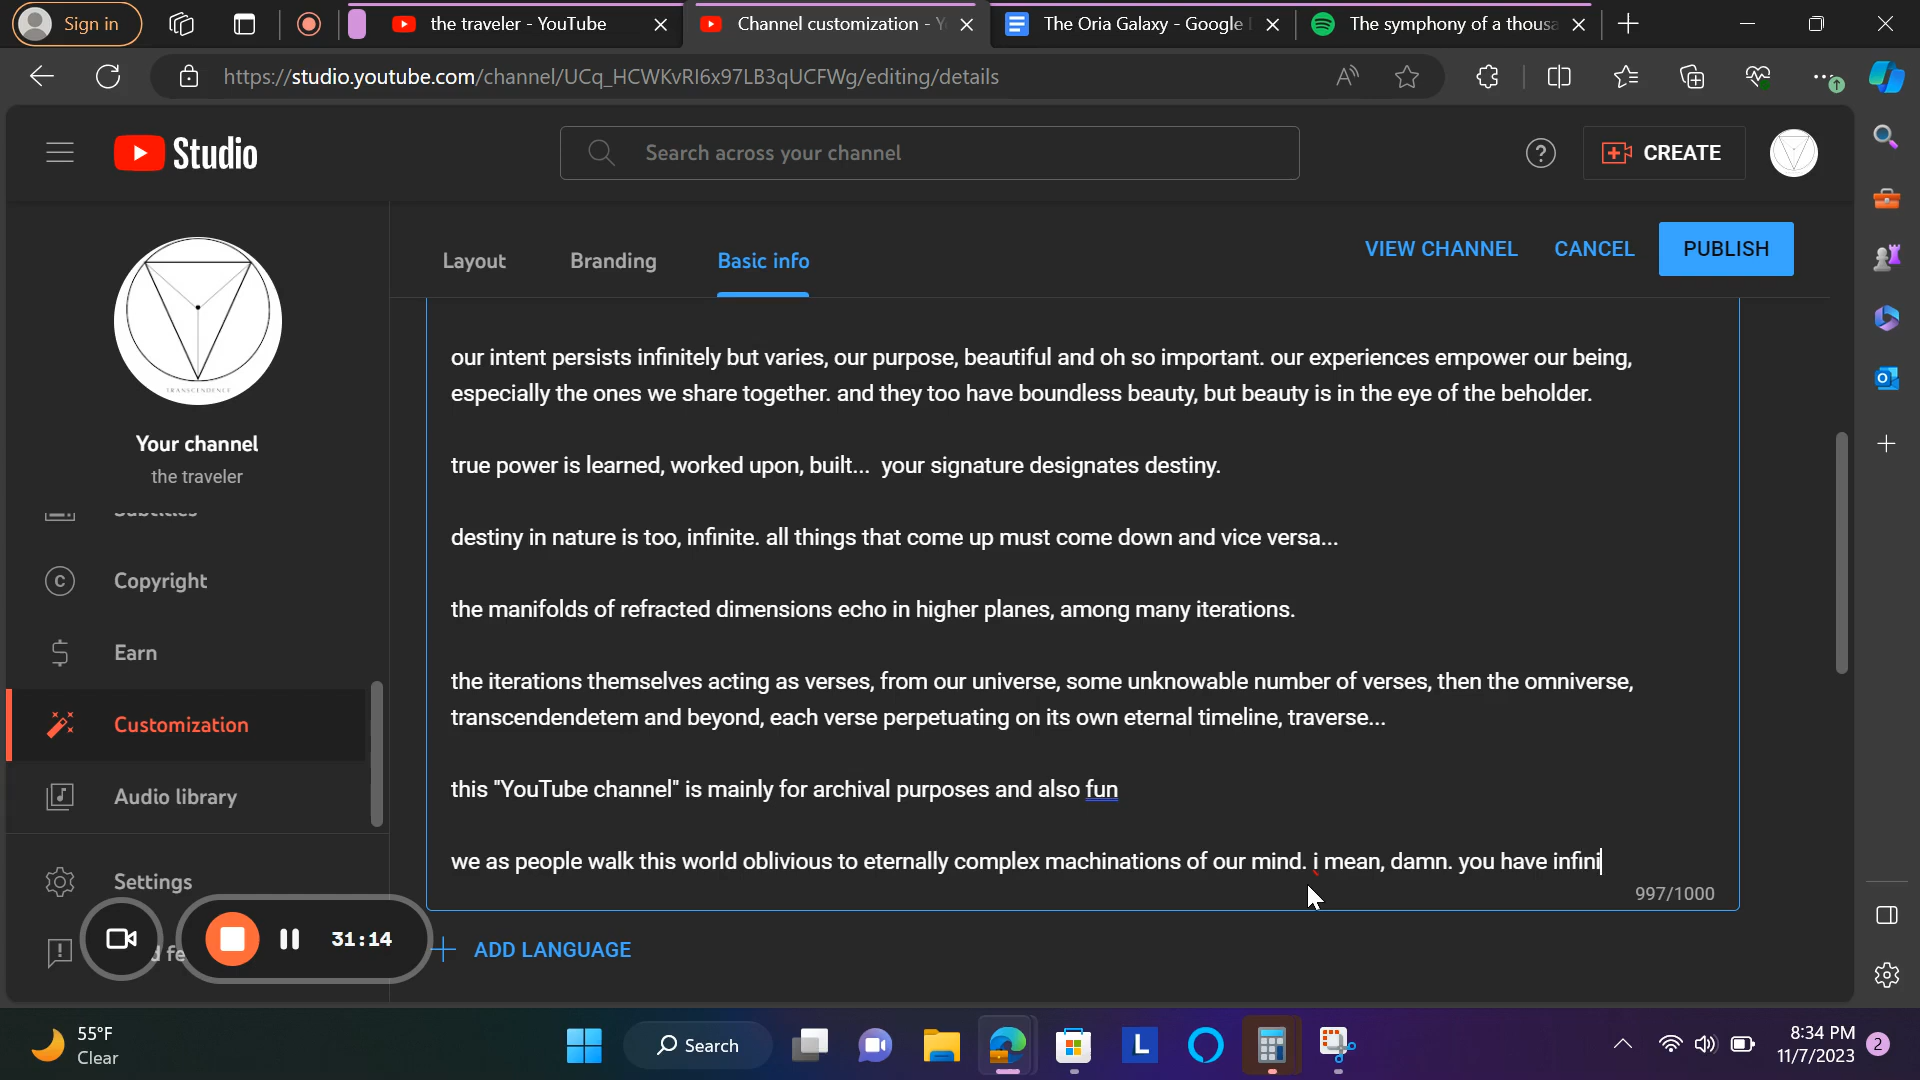 Sign in
the traveler - YouTube
Channel customization - Y
The Oria Galaxy - Google
The symphony of a thousa
https://studio.youtube.com/channel/UCq_HCWKvRI6x97LB3qUCFWg/editing/details
Studio
Search across your channel
CREATE
TRANSCENDENCE
Your channel
the traveler
Subtitles
Copyright
Earn
Customization
Audio library
Settings
d fe
31:14
Layout
Branding
Basic info
VIEW CHANNEL
CANCEL
PUBLISH
our intent persists infinitely but varies, our purpose, beautiful and oh so important. our experiences empower our being,
especially the ones we share together. and they too have boundless beauty, but beauty is in the eye of the beholder.
true power is learned, worked upon, built...  your signature designates destiny.
destiny in nature is too, infinite. all things that come up must come down and vice versa...
the manifolds of refracted dimensions echo in higher planes, among many iterations.
the iterations themselves acting as verses, from our universe, some unknowable number of verses, then the omniverse,
transcendendetem and beyond, each verse perpetuating on its own eternal timeline, traverse...
this "YouTube channel" is mainly for archival purposes and also fun
we as people walk this world oblivious to eternally complex machinations of our mind. i mean, damn. you have infini
997/1000
ADD LANGUAGE
55°F
Clear
Search
L
8:34 PM
11/7/2023
2